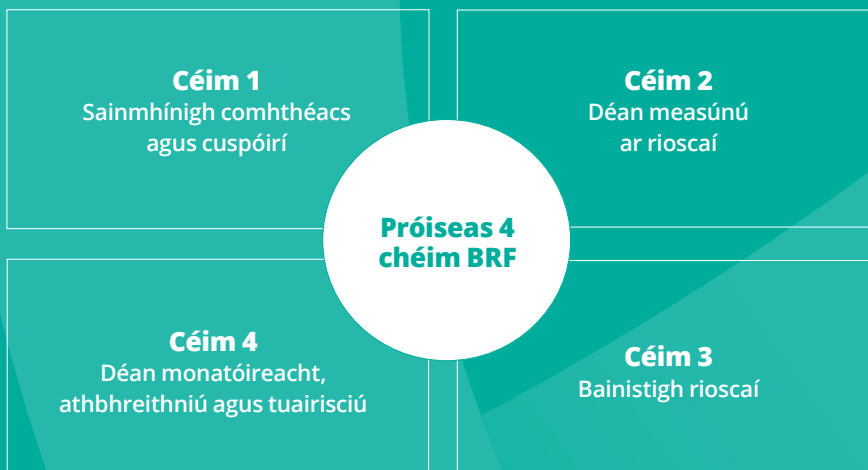 Céim 1
Sainmhínigh comhthéacs
agus cuspóirí
Céim 2
Déan measúnú
ar rioscaí
Próiseas 4
chéim BRF
Céim 4
Déan monatóireacht,
athbhreithniú agus tuairisciú
Céim 3
Bainistigh rioscaí